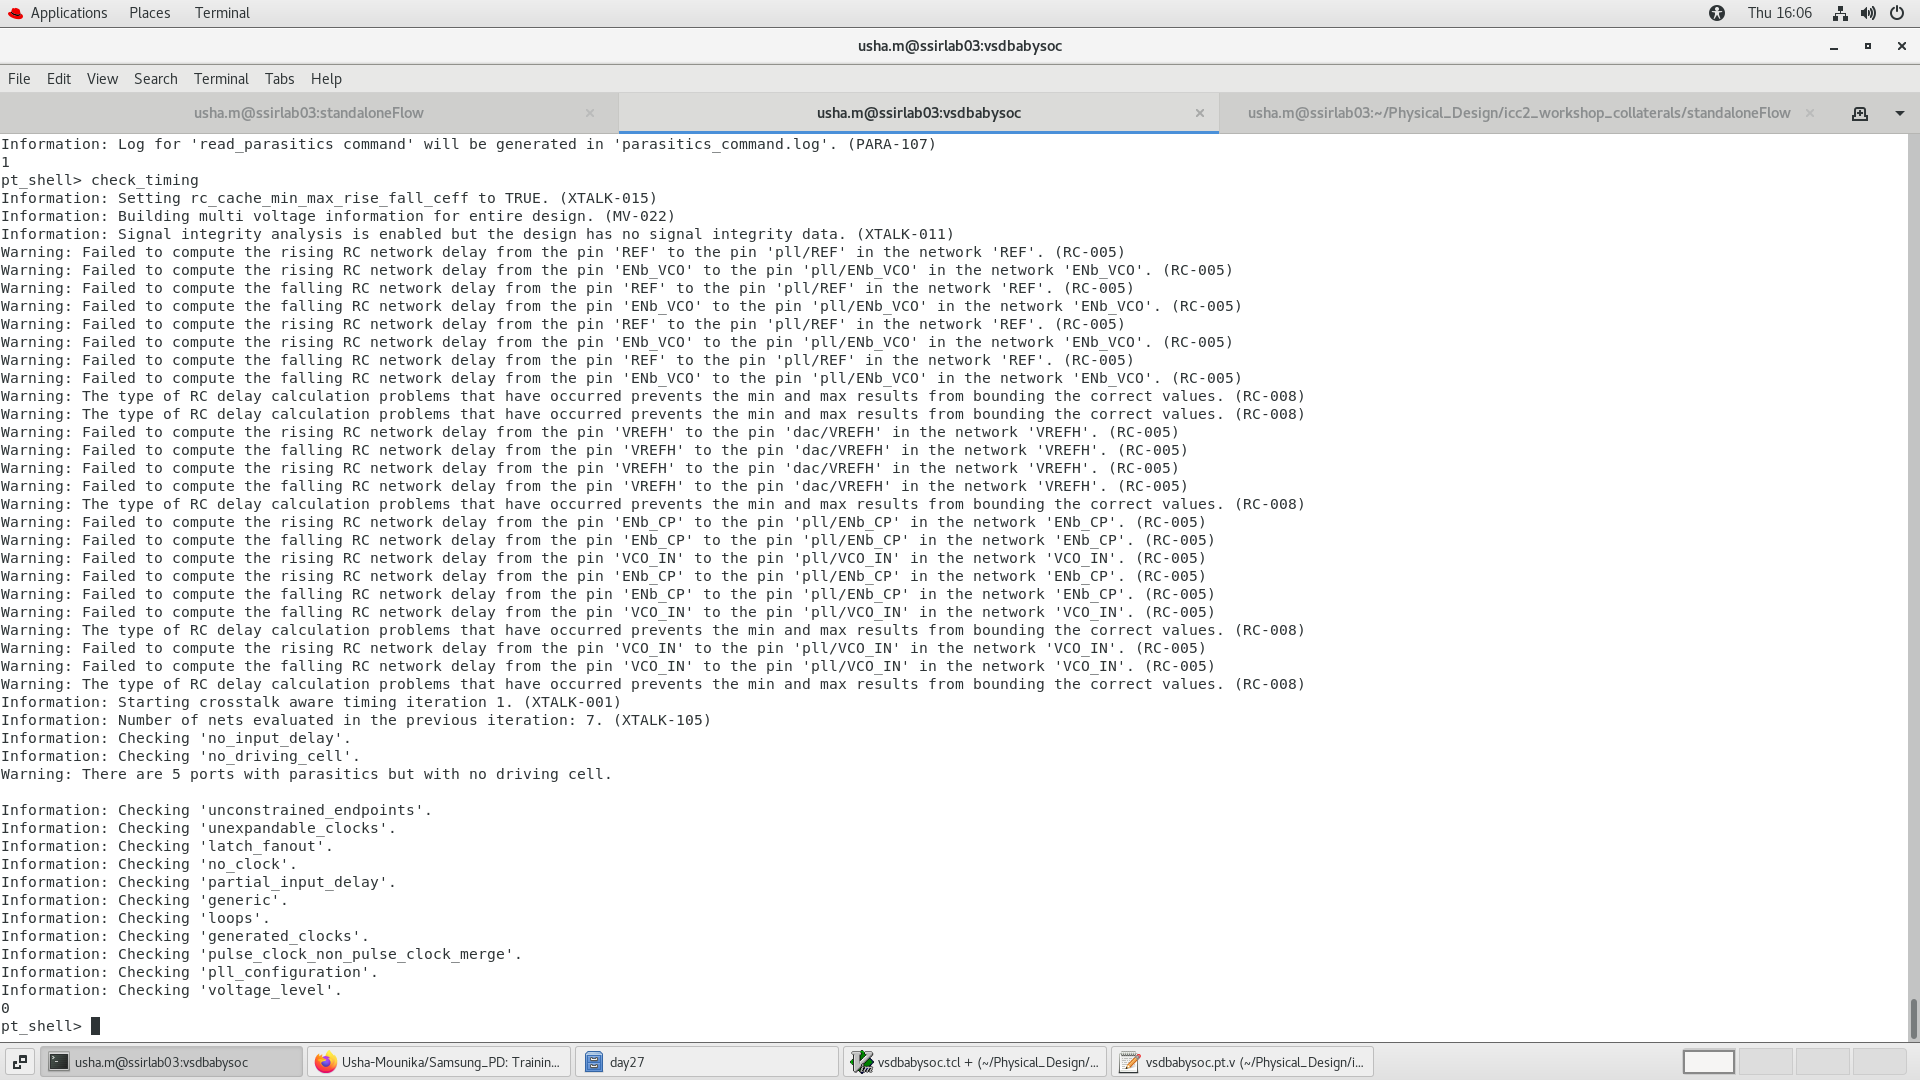 Applications Places Terminal Thu 16:06
usha.m@ssirlab03:vsdbabysoc
File Edit View Search Terminal Tabs Help
usha.m@ssirlab03:standaloneFlow × usha.m@ssirlab03:vsdbabysoc × usha.m@ssirlab03:~/Physical_Design/icc2_workshop_collaterals/standaloneFlow ×
Information: Log for 'read_parasitics command' will be generated in 'parasitics_command.log'. (PARA-107)
1
pt_shell> check_timing
Information: Setting rc_cache_min_max_rise_fall_ceff to TRUE. (XTALK-015)
Information: Building multi voltage information for entire design. (MV-022)
Information: Signal integrity analysis is enabled but the design has no signal integrity data. (XTALK-011)
Warning: Failed to compute the rising RC network delay from the pin 'REF' to the pin 'pll/REF' in the network 'REF'. (RC-005)
Warning: Failed to compute the rising RC network delay from the pin 'ENb_VCO' to the pin 'pll/ENb_VCO' in the network 'ENb_VCO'. (RC-005)
Warning: Failed to compute the falling RC network delay from the pin 'REF' to the pin 'pll/REF' in the network 'REF'. (RC-005)
Warning: Failed to compute the falling RC network delay from the pin 'ENb_VCO' to the pin 'pll/ENb_VCO' in the network 'ENb_VCO'. (RC-005)
Warning: Failed to compute the rising RC network delay from the pin 'REF' to the pin 'pll/REF' in the network 'REF'. (RC-005)
Warning: Failed to compute the rising RC network delay from the pin 'ENb_VCO' to the pin 'pll/ENb_VCO' in the network 'ENb_VCO'. (RC-005)
Warning: Failed to compute the falling RC network delay from the pin 'REF' to the pin 'pll/REF' in the network 'REF'. (RC-005)
Warning: Failed to compute the falling RC network delay from the pin 'ENb_VCO' to the pin 'pll/ENb_VCO' in the network 'ENb_VCO'. (RC-005)
Warning: The type of RC delay calculation problems that have occurred prevents the min and max results from bounding the correct values. (RC-008)
Warning: The type of RC delay calculation problems that have occurred prevents the min and max results from bounding the correct values. (RC-008)
Warning: Failed to compute the rising RC network delay from the pin 'VREFH' to the pin 'dac/VREFH' in the network 'VREFH'. (RC-005)
Warning: Failed to compute the falling RC network delay from the pin 'VREFH' to the pin 'dac/VREFH' in the network 'VREFH'. (RC-005)
Warning: Failed to compute the rising RC network delay from the pin 'VREFH' to the pin 'dac/VREFH' in the network 'VREFH'. (RC-005)
Warning: Failed to compute the falling RC network delay from the pin 'VREFH' to the pin 'dac/VREFH' in the network 'VREFH'. (RC-005)
Warning: The type of RC delay calculation problems that have occurred prevents the min and max results from bounding the correct values. (RC-008)
Warning: Failed to compute the rising RC network delay from the pin 'ENb_CP' to the pin 'pll/ENb_CP' in the network 'ENb_CP'. (RC-005)
Warning: Failed to compute the falling RC network delay from the pin 'ENb_CP' to the pin 'pll/ENb_CP' in the network 'ENb_CP'. (RC-005)
Warning: Failed to compute the rising RC network delay from the pin 'VCO_IN' to the pin 'pll/VCO_IN' in the network 'VCO_IN'. (RC-005)
Warning: Failed to compute the rising RC network delay from the pin 'ENb_CP' to the pin 'pll/ENb_CP' in the network 'ENb_CP'. (RC-005)
Warning: Failed to compute the falling RC network delay from the pin 'ENb_CP' to the pin 'pll/ENb_CP' in the network 'ENb_CP'. (RC-005)
Warning: Failed to compute the falling RC network delay from the pin 'VCO_IN' to the pin 'pll/VCO_IN' in the network 'VCO_IN'. (RC-005)
Warning: The type of RC delay calculation problems that have occurred prevents the min and max results from bounding the correct values. (RC-008)
Warning: Failed to compute the rising RC network delay from the pin 'VCO_IN' to the pin 'pll/VCO_IN' in the network 'VCO_IN'. (RC-005)
Warning: Failed to compute the falling RC network delay from the pin 'VCO_IN' to the pin 'pll/VCO_IN' in the network 'VCO_IN'. (RC-005)
Warning: The type of RC delay calculation problems that have occurred prevents the min and max results from bounding the correct values. (RC-008)
Information: Starting crosstalk aware timing iteration 1. (XTALK-001)
Information: Number of nets evaluated in the previous iteration: 7. (XTALK-105)
Information: Checking 'no_input_delay'.
Information: Checking 'no_driving_cell'.
Warning: There are 5 ports with parasitics but with no driving cell.
Information: Checking 'unconstrained_endpoints'.
Information: Checking 'unexpandable_clocks'.
Information: Checking 'latch_fanout'.
Information: Checking 'no_clock'.
Information: Checking 'partial_input_delay'.
Information: Checking 'generic'.
Information: Checking 'loops'.
Information: Checking 'generated_clocks'.
Information: Checking 'pulse_clock_non_pulse_clock_merge'.
Information: Checking 'pll_configuration'.
Information: Checking 'voltage_level'.
0
pt_shell>
usha.m@ssirlab03:vsdbabysoc Usha-Mounika/Samsung_PD: Trainin... day27 vsdbabysoc.tcl + (~/Physical_Design/... vsdbabysoc.pt.v (~/Physical_Design/i...